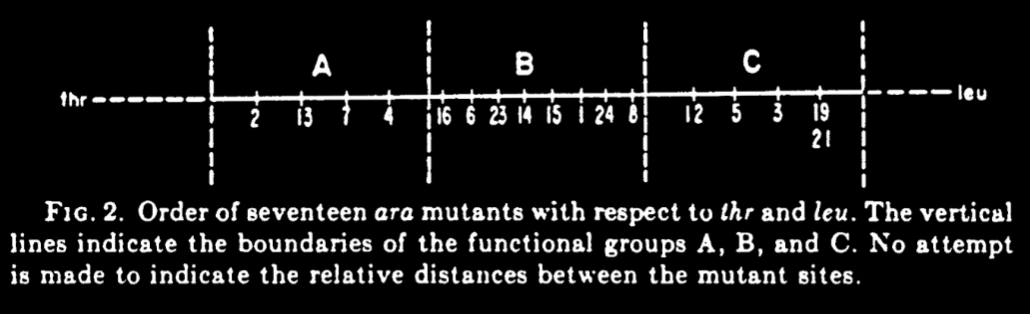 A B C
thr leu
2 13 7 4 16 6 23 14 15 1 24 8 12 5 3 19
21
FIG. 2. Order of seventeen ara mutants with respect to thr and leu. The vertical
lines indicate the boundaries of the functional groups A, B, and C. No attempt
is made to indicate the relative distances between the mutant sites.